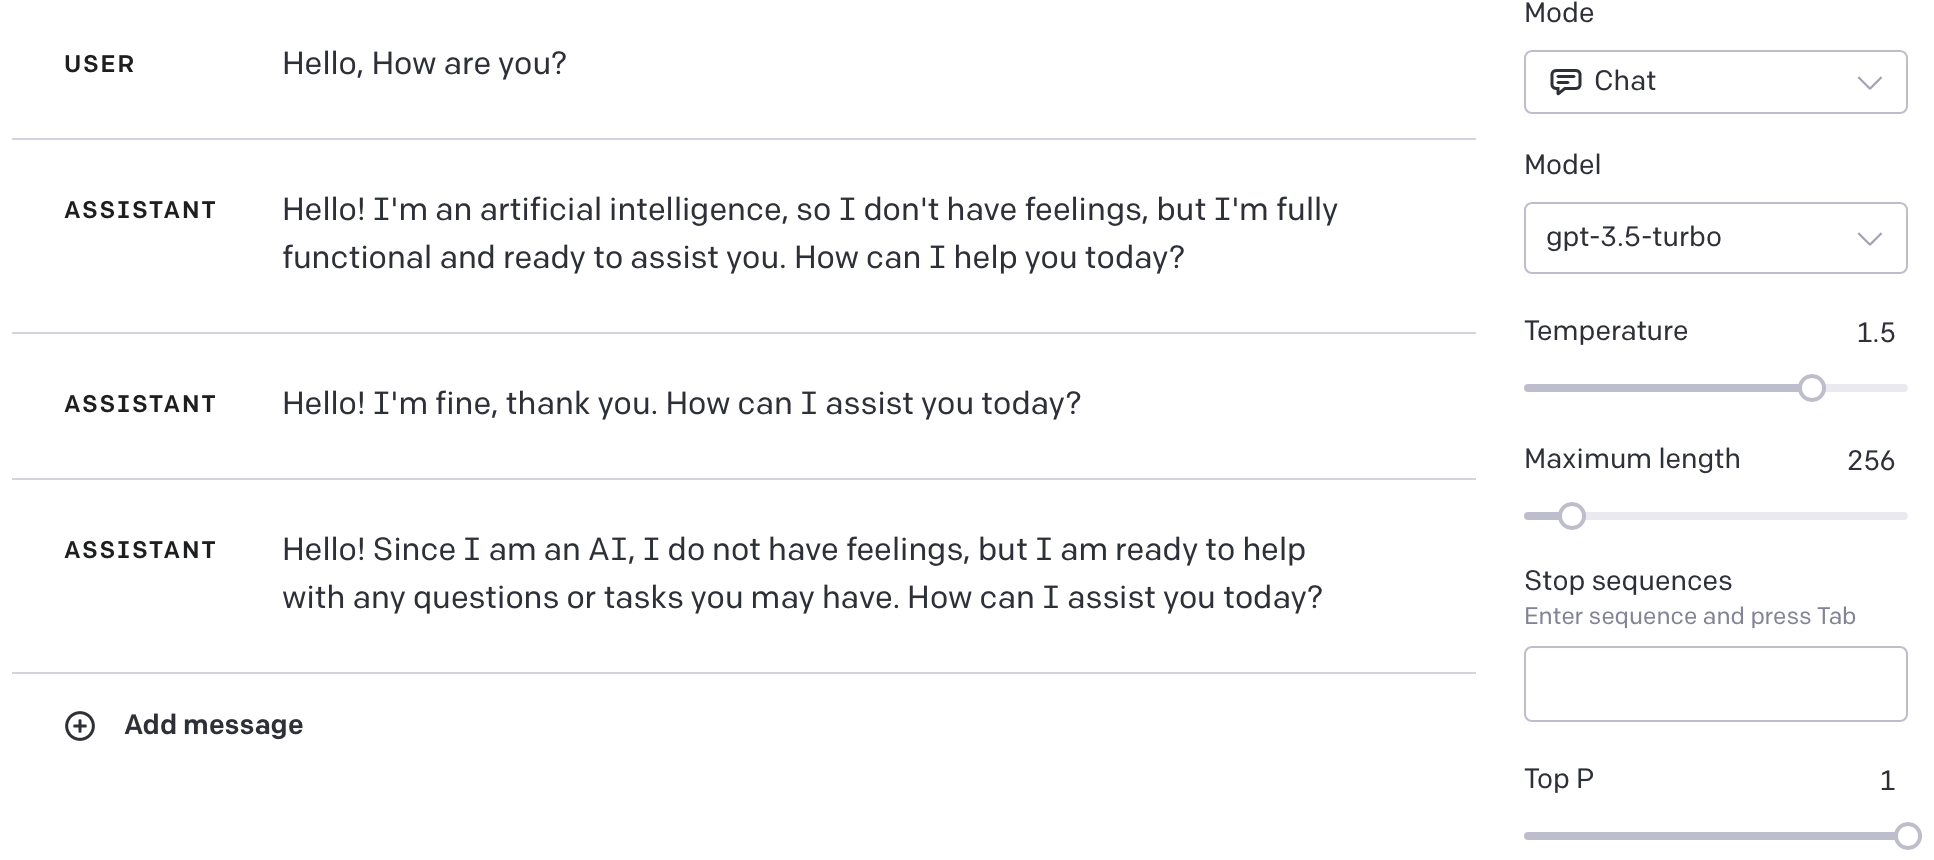 USER
Hello, How are you?
ASSISTANT
Hello! I'm an artificial intelligence, so I don't have feelings, but I'm fully
functional and ready to assist you. How can I help you today?
ASSISTANT
Hello! I'm fine, thank you. How can I assist you today?
ASSISTANT
Hello! Since I am an AI, I do not have feelings, but I am ready to help
with any questions or tasks you may have. How can I assist you today?
Add message
Mode
Chat
Model
gpt-3.5-turbo
Temperature 1.5
Maximum length 256
Stop sequences
Enter sequence and press Tab
Top P 1